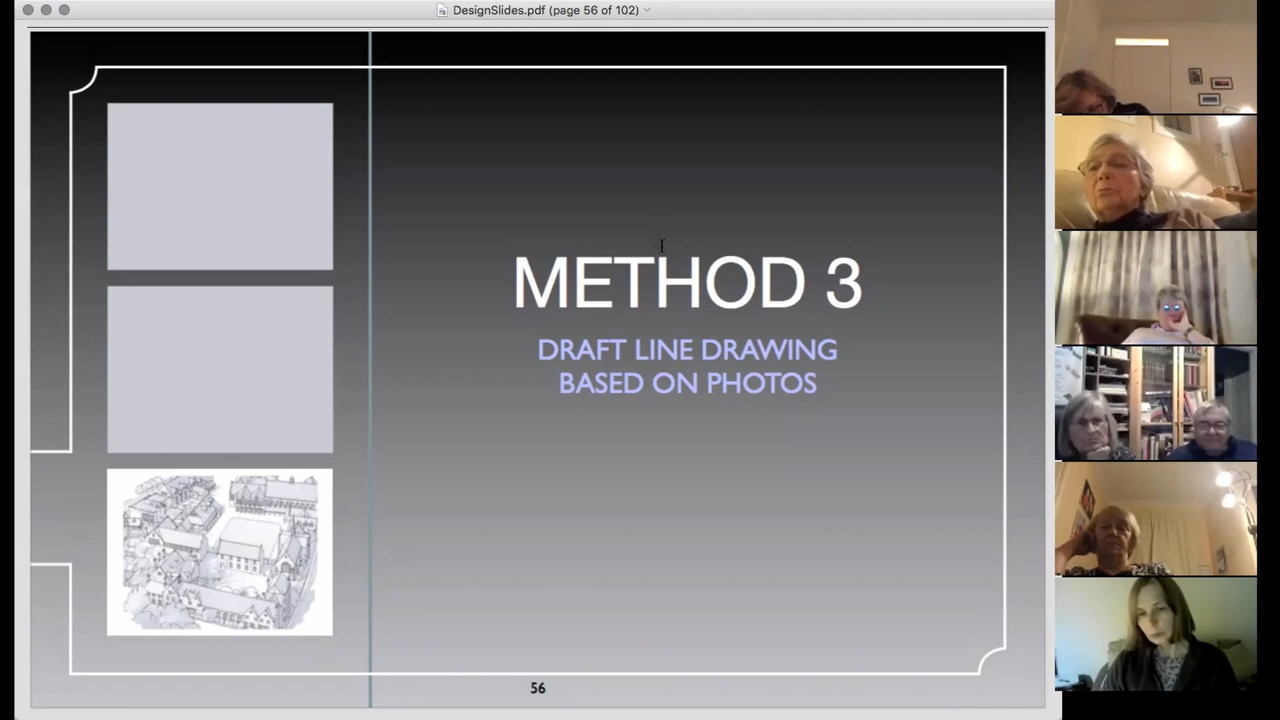 DesignSlides.pdf (page 56 of 102)
METHOD 3
DRAFT LINE DRAWING
BASED ON PHOTOS
56